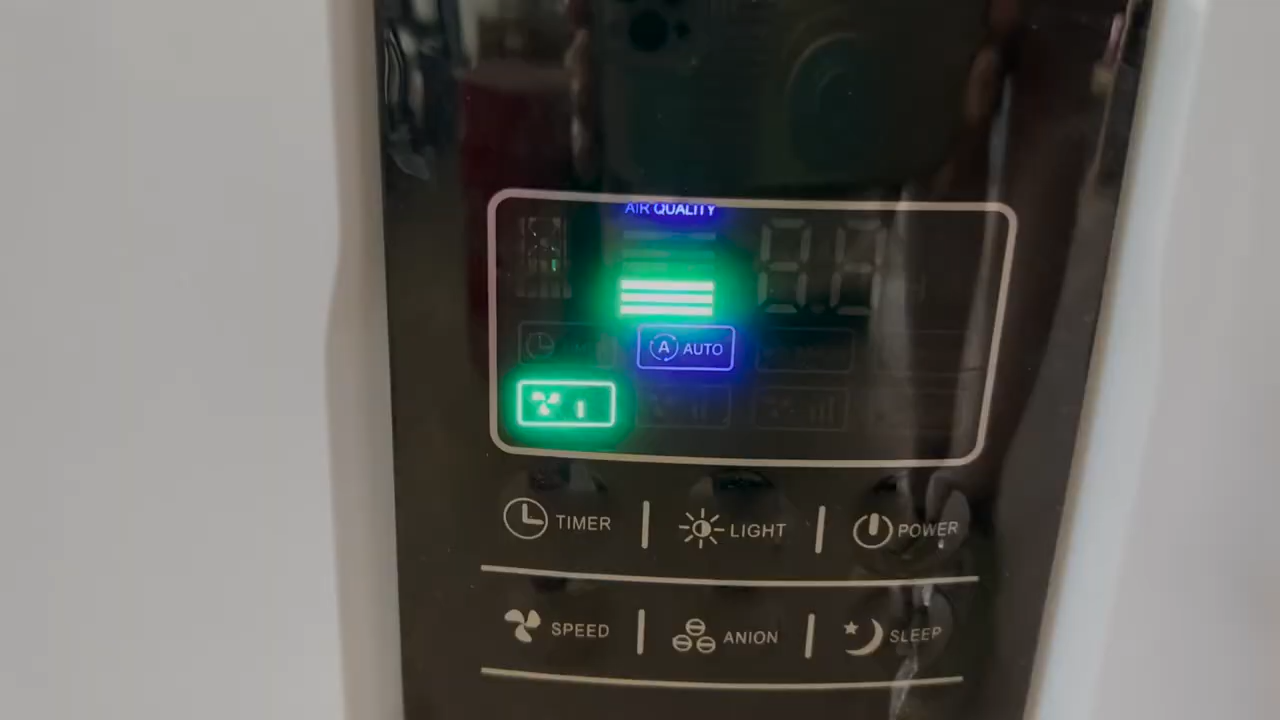 AIR QUALITY
A AUTO
TIMER LIGHT POWER
SPEED ANION SLEEP